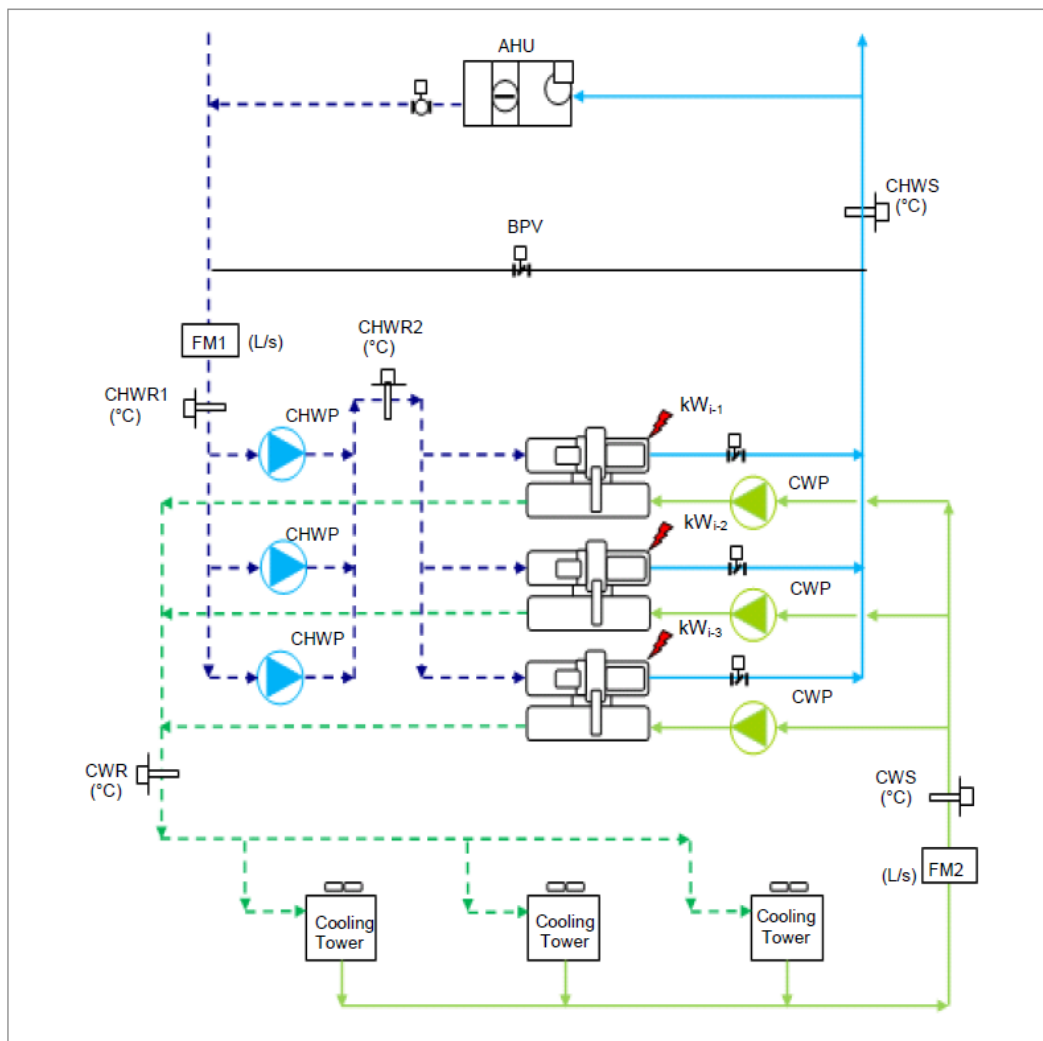 AHU
CHWS
(°C)
BPV
FM1 (L/s)
CHWR2
(°C)
CHWR1
(°C)
CHWP
kWi-1
CWP
CHWP
kWi-2
CWP
CHWP
kWi-3
CWP
CWR
(°C)
CWS
(°C)
(L/s) FM2
Cooling
Tower
Cooling
Tower
Cooling
Tower